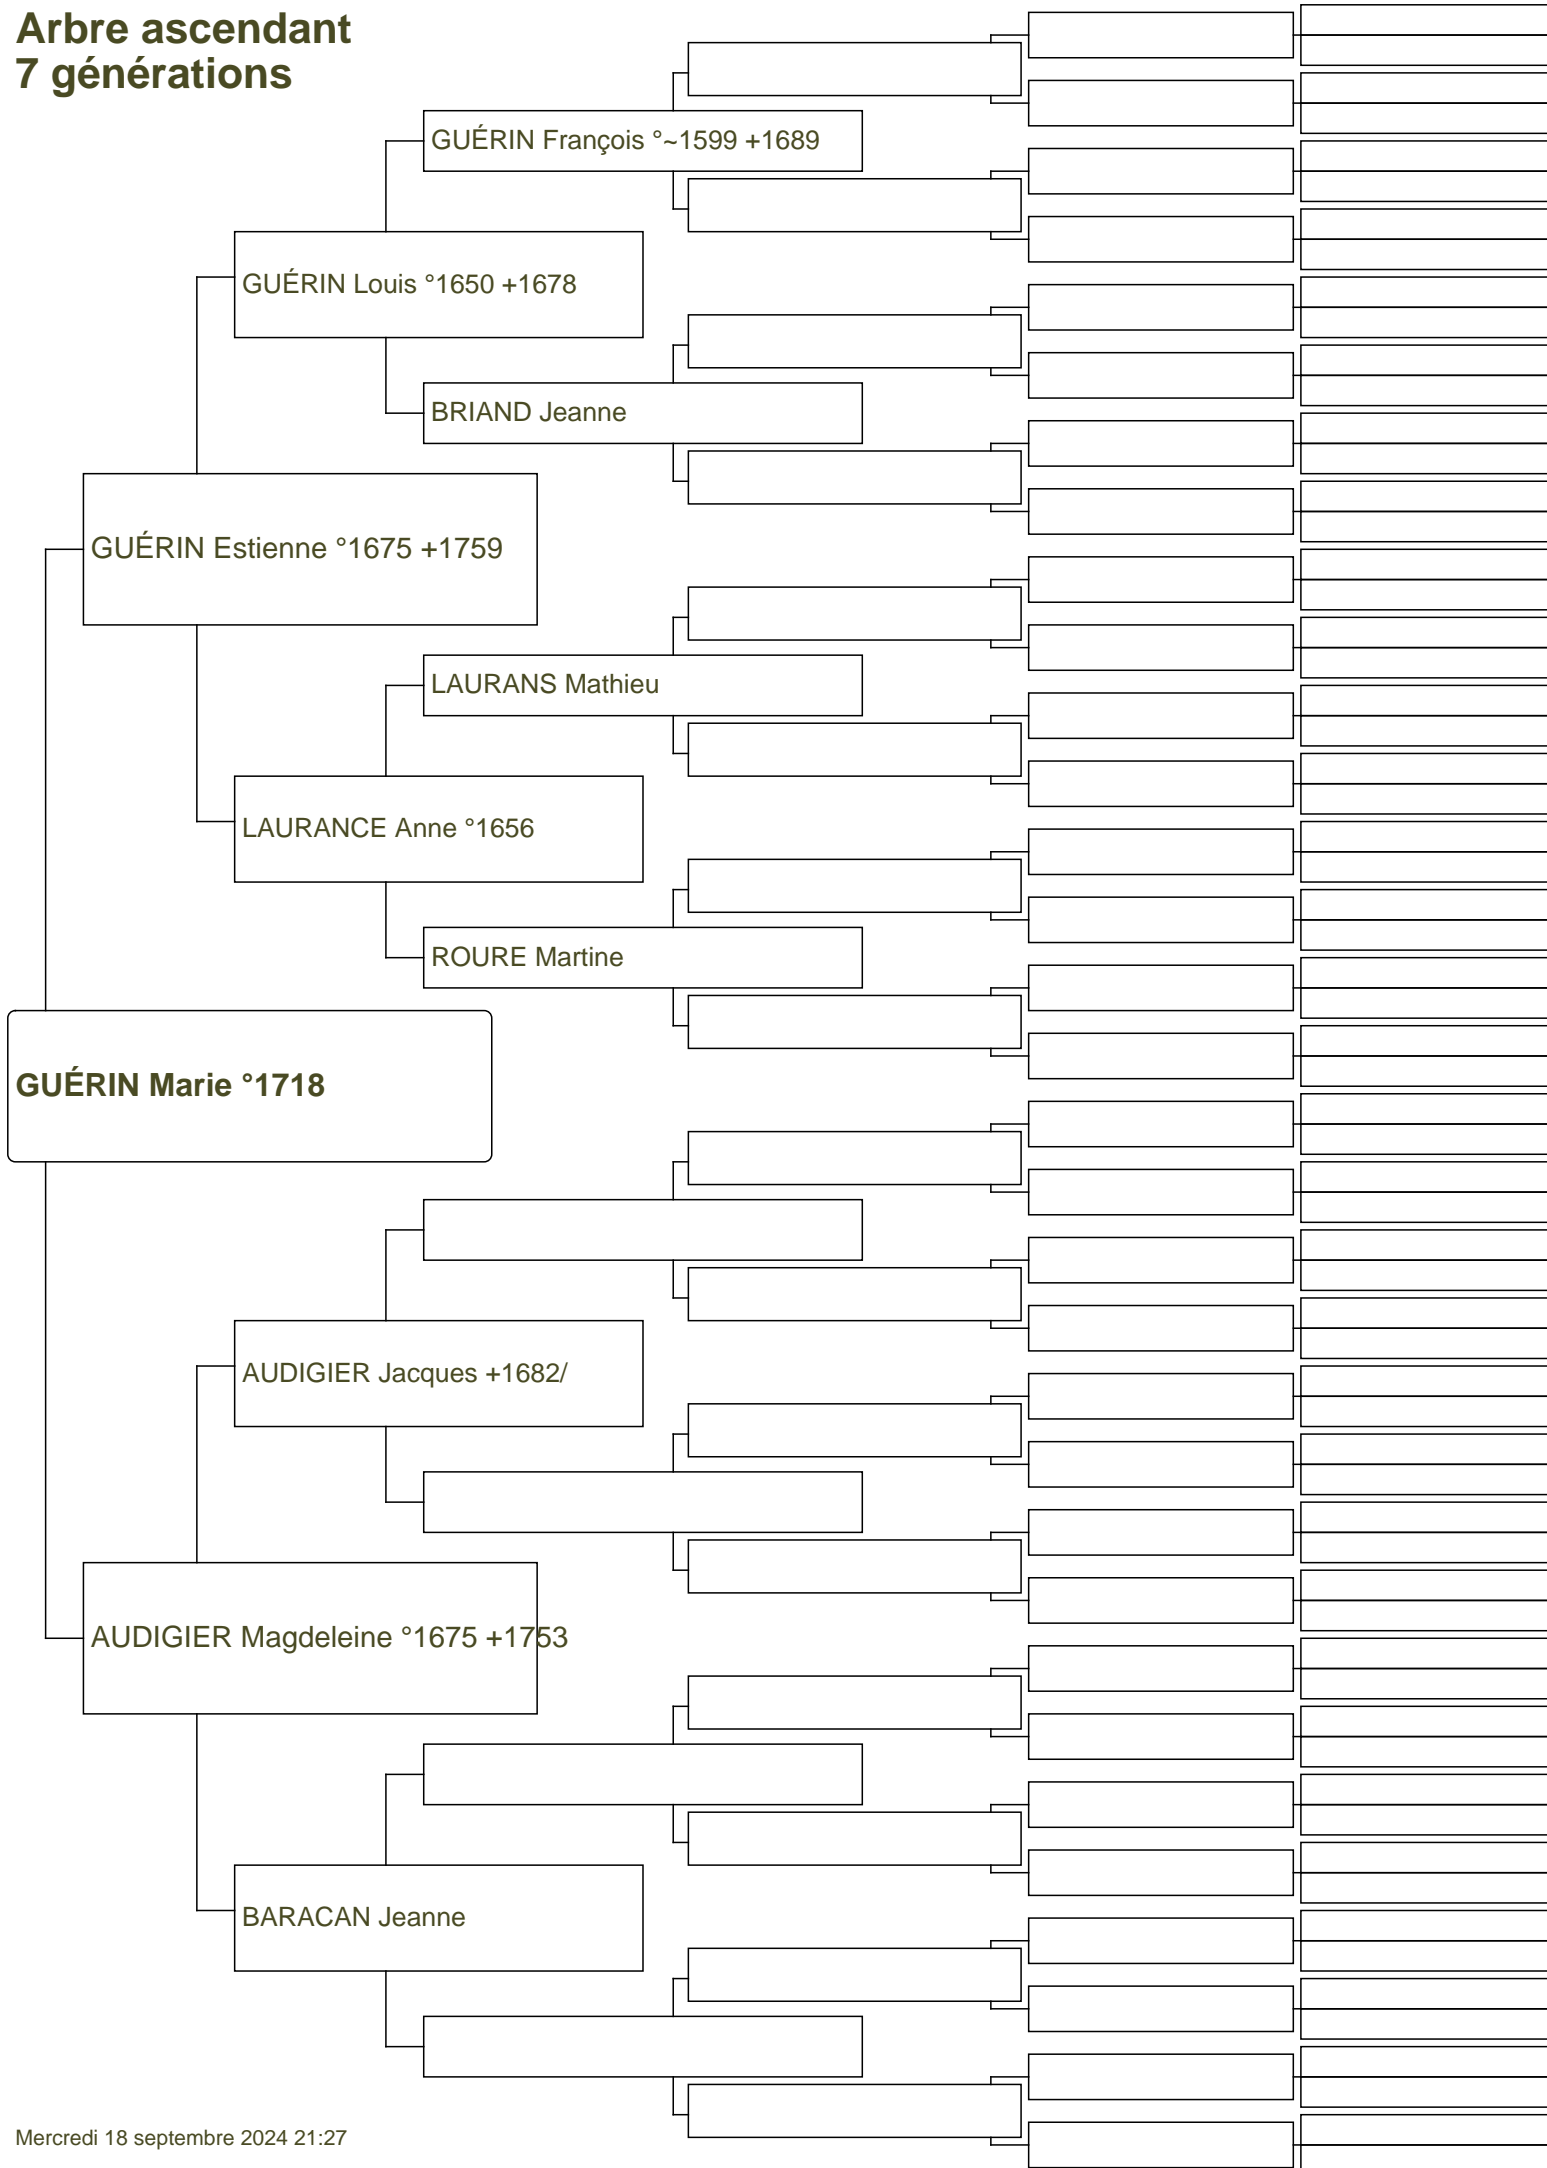 Arbre ascendant
7 générations
GUÉRIN François °~1599 +1689
GUÉRIN Louis °1650 +1678
BRIAND Jeanne
GUÉRIN Estienne °1675 +1759
LAURANS Mathieu
LAURANCE Anne °1656
ROURE Martine
GUÉRIN Marie °1718
AUDIGIER Jacques +1682/
AUDIGIER Magdeleine °1675 +1753
BARACAN Jeanne
Mercredi 18 septembre 2024 21:27